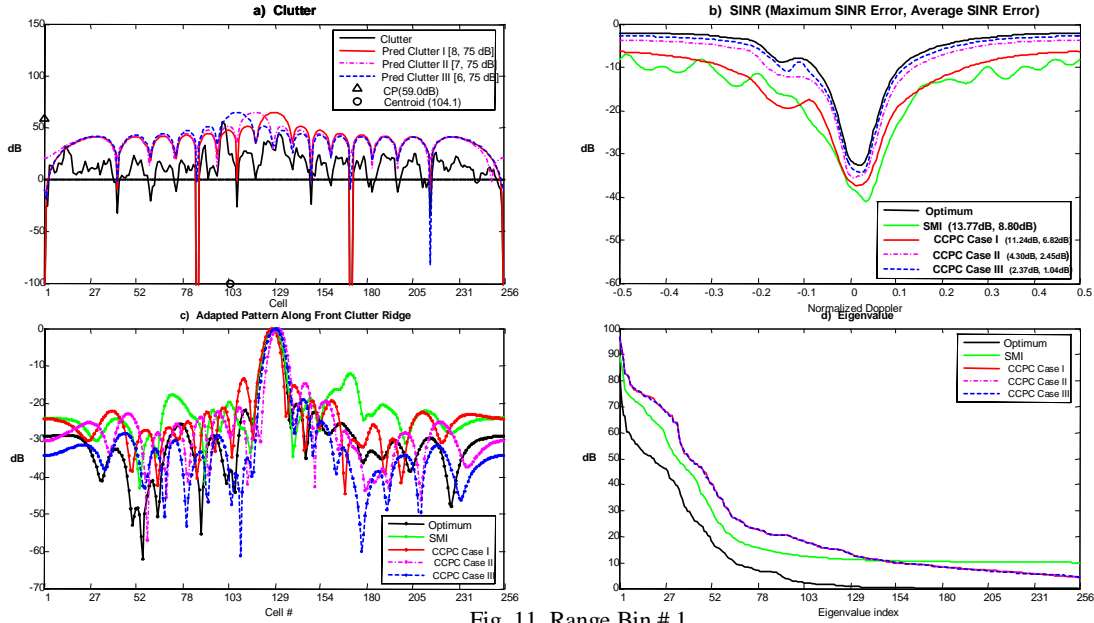 a) Clutter
150
100
50
0
-50
-100
dB
1 27 52 78 103 129 154 180 205 231 256
Cell
Clutter
Pred Clutter I [8, 75 dB]
Pred Clutter II [7, 75 dB]
Pred Clutter III [6, 75 dB]
CP(59.0dB)
Centroid (104.1)
b) SINR (Maximum SINR Error, Average SINR Error)
0
-10
-20
-30
-40
-50
-60
dB
-0.5 -0.4 -0.3 -0.2 -0.1 0 0.1 0.2 0.3 0.4 0.5
Normalized Doppler
Optimum
SMI (13.77dB, 8.80dB)
CCPC Case I (11.24dB, 6.82dB)
CCPC Case II (4.30dB, 2.45dB)
CCPC Case III (2.37dB, 1.04dB)
c) Adapted Pattern Along Front Clutter Ridge
0
-10
-20
-30
-40
-50
-60
-70
dB
1 27 52 78 103 129 154 180 205 231 256
Cell #
Optimum
SMI
CCPC Case I
CCPC Case II
CCPC Case III
d) Eigenvalue
100
90
80
70
60
50
40
30
20
10
0
dB
1 27 52 78 103 129 154 180 205 231 256
Eigenvalue index
Optimum
SMI
CCPC Case I
CCPC Case II
CCPC Case III
Fig. 11. Range Bin # 1